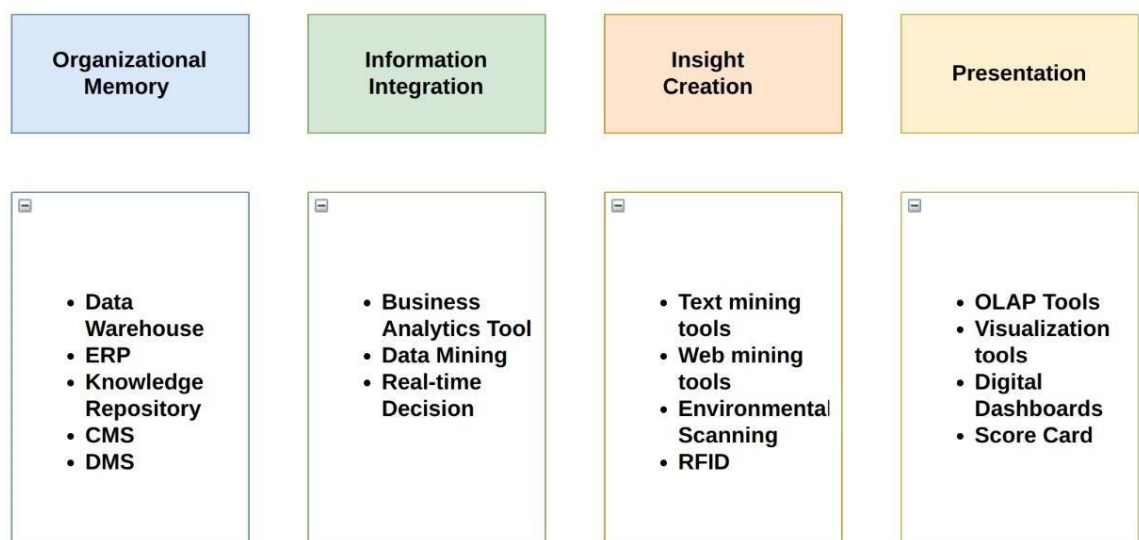 Organizational
Memory
Information
Integration
Insight
Creation
Presentation
• Data
Warehouse
• ERP
• Knowledge
Repository
• CMS
• DMS
• Business
Analytics Tool
• Data Mining
• Real-time
Decision
• Text mining
tools
• Web mining
tools
• Environmental
Scanning
• RFID
• OLAP Tools
• Visualization
tools
• Digital
Dashboards
• Score Card